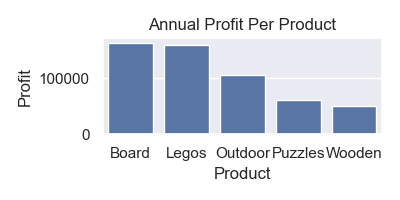 Annual Profit Per Product
Profit
100000
0
Board Legos Outdoor Puzzles Wooden
Product